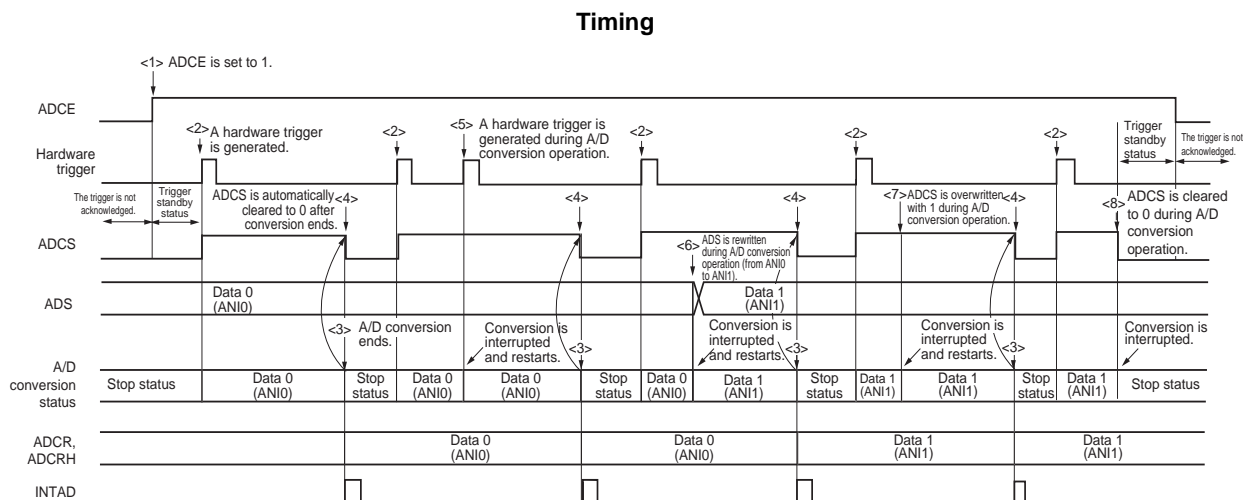 Timing
<1> ADCE is set to 1.
ADCE
<2> A hardware trigger
is generated.
<2>
<5> A hardware trigger is
generated during A/D
conversion operation.
<2>
<2>
<2>
Trigger
standby
status
The trigger is not
acknowledged.
Hardware
trigger
The trigger is not
acknowledged.
Trigger
standby
status
ADCS is automatically
cleared to 0 after
conversion ends.
<4>
<4>
<4>
<7> ADCS is overwritten
with 1 during A/D
conversion operation.
<4>
<8> ADCS is cleared
to 0 during A/D
conversion
operation.
ADCS
<6> ADS is rewritten
during A/D conversion
operation (from ANI0
to ANI1).
ADS
Data 0
(ANI0)
Data 1
(ANI1)
<3> A/D conversion
ends.
Conversion is
interrupted
and restarts.
<3>
Conversion is
interrupted
and restarts.
<3>
Conversion is
interrupted
and restarts.
<3>
Conversion is
interrupted.
A/D
conversion
status
Stop status
Data 0
(ANI0)
Stop
status
Data 0
(ANI0)
Data 0
(ANI0)
Stop
status
Data 0
(ANI0)
Data 1
(ANI1)
Stop
status
Data 1
(ANI1)
Data 1
(ANI1)
Stop
status
Data 1
(ANI1)
Stop status
ADCR,
ADCRH
Data 0
(ANI0)
Data 0
(ANI0)
Data 1
(ANI1)
Data 1
(ANI1)
INTAD